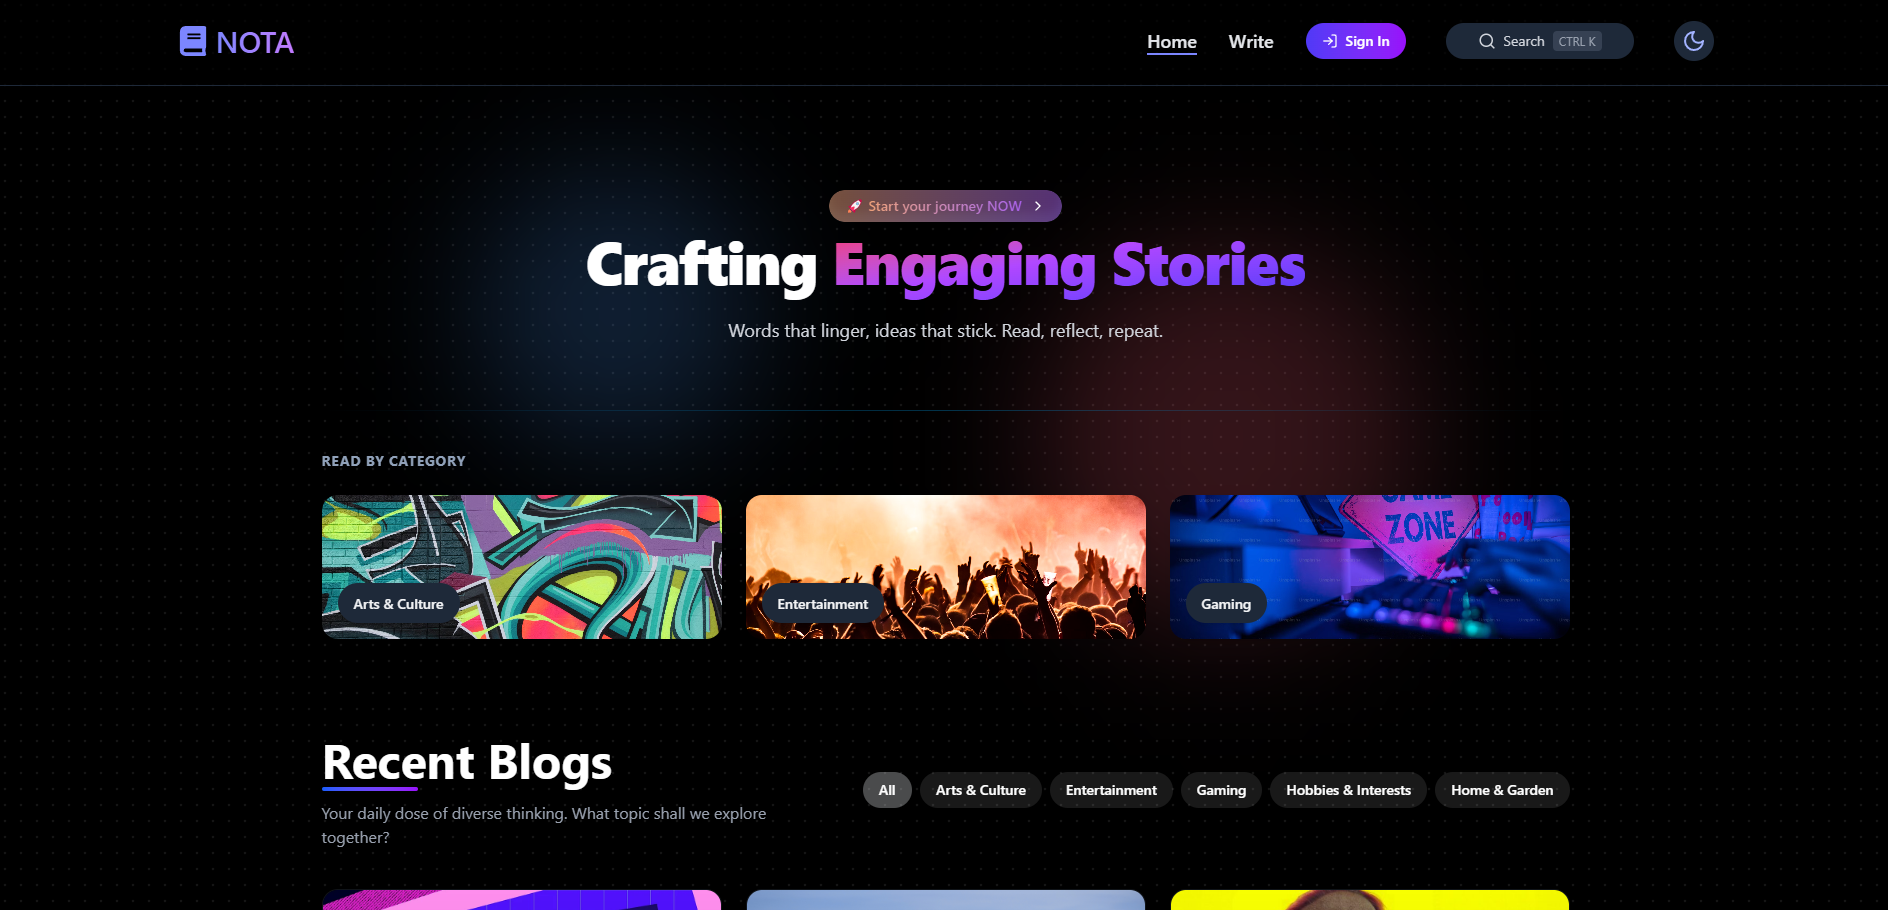 NOTA
Home
Write
Sign In
Search
CTRL K
🚀 Start your journey NOW
Crafting Engaging Stories
Words that linger, ideas that stick. Read, reflect, repeat.
READ BY CATEGORY
ZONE
Arts & Culture
Entertainment
Gaming
Recent Blogs
All
Arts & Culture
Entertainment
Gaming
Hobbies & Interests
Home & Garden
Your daily dose of diverse thinking. What topic shall we explore
together?